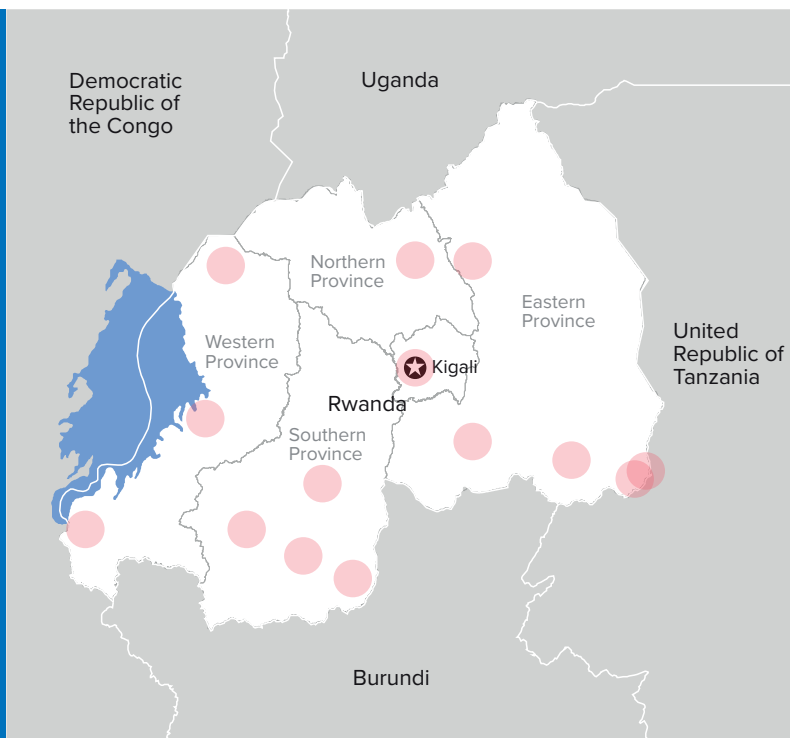 Democratic
Republic of
the Congo
Uganda
Northern
Province
Eastern
Province
Western
Province
United
Republic of
Tanzania
Kigali
Rwanda
Southern
Province
Burundi